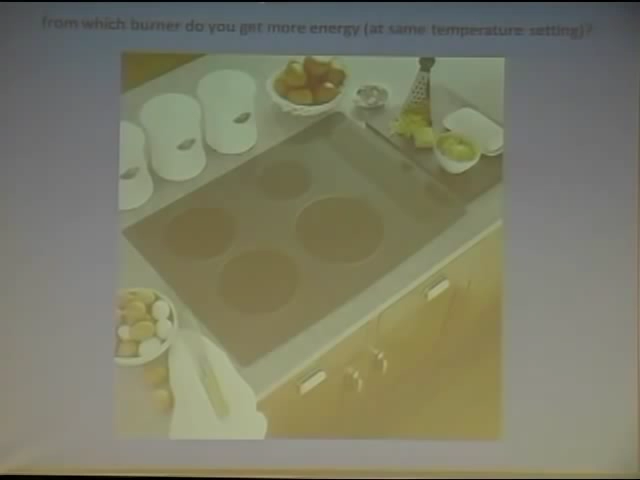 from which burner do you get more energy (at same temperature setting)?